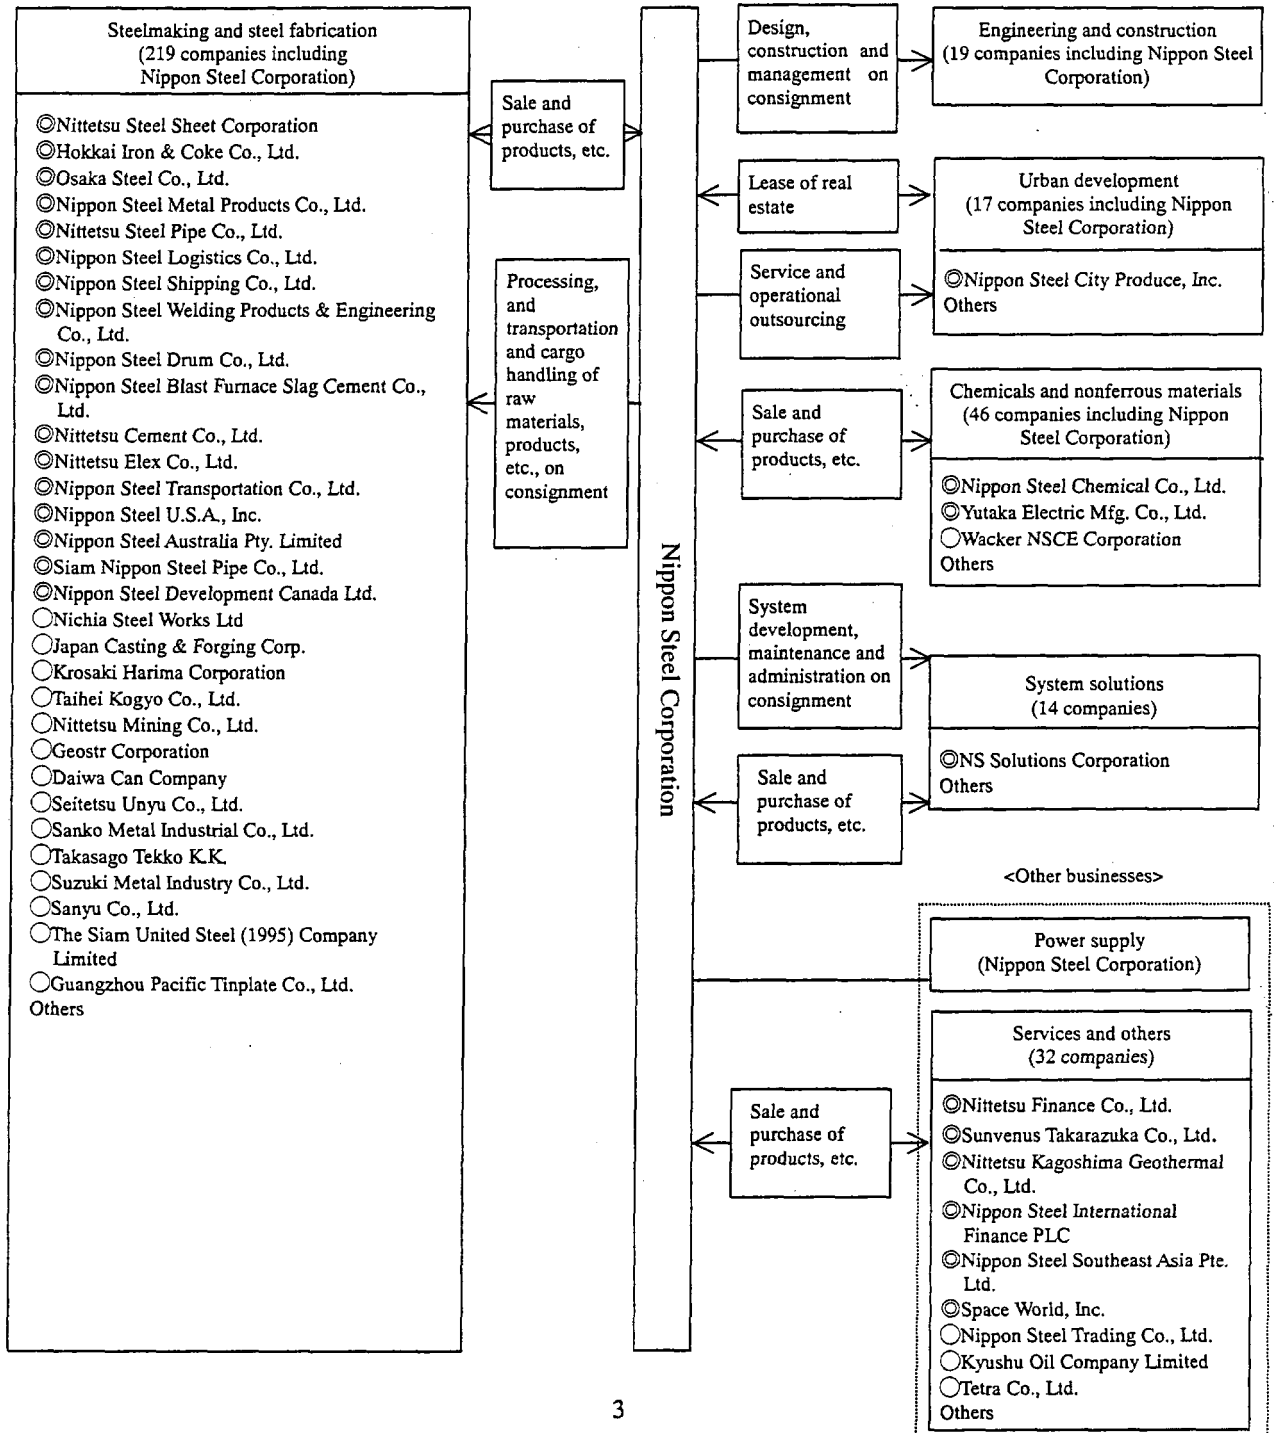 Steelmaking and steel fabrication
(219 companies including
Nippon Steel Corporation)
◎Nittetsu Steel Sheet Corporation
◎Hokkai Iron & Coke Co., Ltd.
◎Osaka Steel Co., Ltd.
◎Nippon Steel Metal Products Co., Ltd.
◎Nittetsu Steel Pipe Co., Ltd.
◎Nippon Steel Logistics Co., Ltd.
◎Nippon Steel Shipping Co., Ltd.
◎Nippon Steel Welding Products & Engineering
Co., Ltd.
◎Nippon Steel Drum Co., Ltd.
◎Nippon Steel Blast Furnace Slag Cement Co.,
Ltd.
◎Nittetsu Cement Co., Ltd.
◎Nittetsu Elex Co., Ltd.
◎Nippon Steel Transportation Co., Ltd.
◎Nippon Steel U.S.A., Inc.
◎Nippon Steel Australia Pty. Limited
◎Siam Nippon Steel Pipe Co., Ltd.
◎Nippon Steel Development Canada Ltd.
○Nichia Steel Works Ltd
○Japan Casting & Forging Corp.
○Krosaki Harima Corporation
○Taihei Kogyo Co., Ltd.
○Nittetsu Mining Co., Ltd.
○Geostr Corporation
○Daiwa Can Company
○Seitetsu Unyu Co., Ltd.
○Sanko Metal Industrial Co., Ltd.
○Takasago Tekko K.K.
○Suzuki Metal Industry Co., Ltd.
○Sanyu Co., Ltd.
○The Siam United Steel (1995) Company
Limited
○Guangzhou Pacific Tinplate Co., Ltd.
Others
Sale and
purchase of
products, etc.
Processing,
and
transportation
and cargo
handling of
raw
materials,
products,
etc., on
consignment
Nippon Steel Corporation
Design,
construction and
management on
consignment
Engineering and construction
(19 companies including Nippon Steel
Corporation)
Lease of real
estate
Service and
operational
outsourcing
Urban development
(17 companies including Nippon
Steel Corporation)
◎Nippon Steel City Produce, Inc.
Others
Sale and
purchase of
products, etc.
Chemicals and nonferrous materials
(46 companies including Nippon
Steel Corporation)
◎Nippon Steel Chemical Co., Ltd.
◎Yutaka Electric Mfg. Co., Ltd.
○Wacker NSCE Corporation
Others
System
development,
maintenance and
administration on
consignment
Sale and
purchase of
products, etc.
System solutions
(14 companies)
◎NS Solutions Corporation
Others
<Other businesses>
Power supply
(Nippon Steel Corporation)
Sale and
purchase of
products, etc.
Services and others
(32 companies)
◎Nittetsu Finance Co., Ltd.
◎Sunvenus Takarazuka Co., Ltd.
◎Nittetsu Kagoshima Geothermal
Co., Ltd.
◎Nippon Steel International
Finance PLC
◎Nippon Steel Southeast Asia Pte.
Ltd.
◎Space World, Inc.
○Nippon Steel Trading Co., Ltd.
○Kyushu Oil Company Limited
○Tetra Co., Ltd.
Others
3